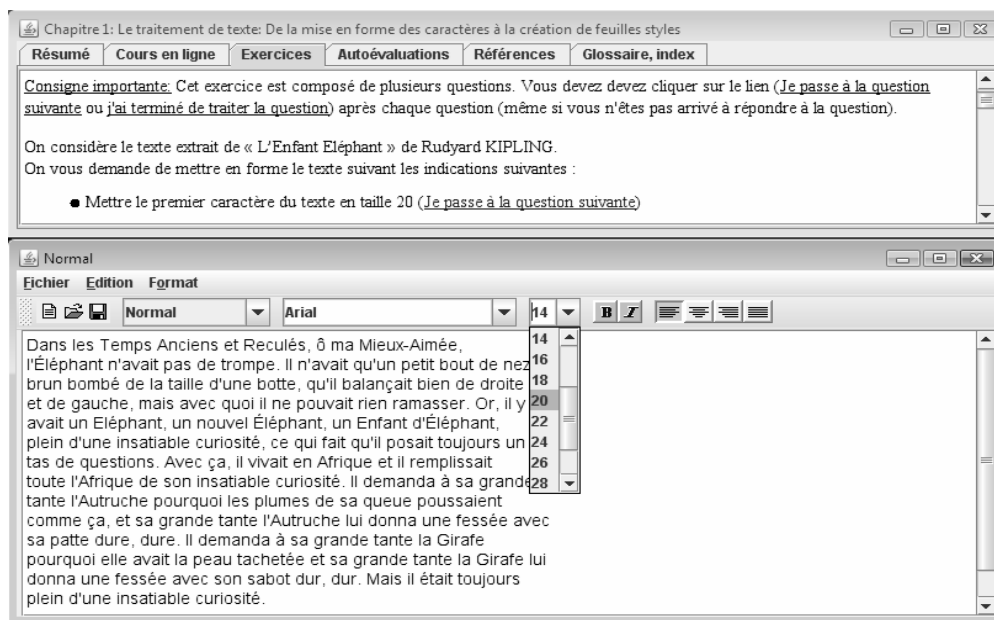 Chapitre 1: Le traitement de texte: De la mise en forme des caractères à la création de feuilles styles
Résumé Cours en ligne Exercices Autoévaluations Références Glossaire, index
Consigne importante: Cet exercice est composé de plusieurs questions. Vous devez devez cliquer sur le lien (Je passe à la question
suivante ou j'ai terminé de traiter la question) après chaque question (même si vous n'êtes pas arrivé à répondre à la question).
On considère le texte extrait de « L'Enfant Eléphant » de Rudyard KIPLING.
On vous demande de mettre en forme le texte suivant les indications suivantes :
● Mettre le premier caractère du texte en taille 20 (Je passe à la question suivante)
Normal
Fichier Edition Format
Normal Arial 14 B I
Dans les Temps Anciens et Reculés, ô ma Mieux-Aimée,
l'Éléphant n'avait pas de trompe. Il n'avait qu'un petit bout de nez
brun bombé de la taille d'une botte, qu'il balançait bien de droite
et de gauche, mais avec quoi il ne pouvait rien ramasser. Or, il y
avait un Eléphant, un nouvel Éléphant, un Enfant d'Éléphant,
plein d'une insatiable curiosité, ce qui fait qu'il posait toujours un
tas de questions. Avec ça, il vivait en Afrique et il remplissait
toute l'Afrique de son insatiable curiosité. Il demanda à sa grande
tante l'Autruche pourquoi les plumes de sa queue poussaient
comme ça, et sa grande tante l'Autruche lui donna une fessée avec
sa patte dure, dure. Il demanda à sa grande tante la Girafe
pourquoi elle avait la peau tachetée et sa grande tante la Girafe lui
donna une fessée avec son sabot dur, dur. Mais il était toujours
plein d'une insatiable curiosité.
14
16
18
20
22
24
26
28